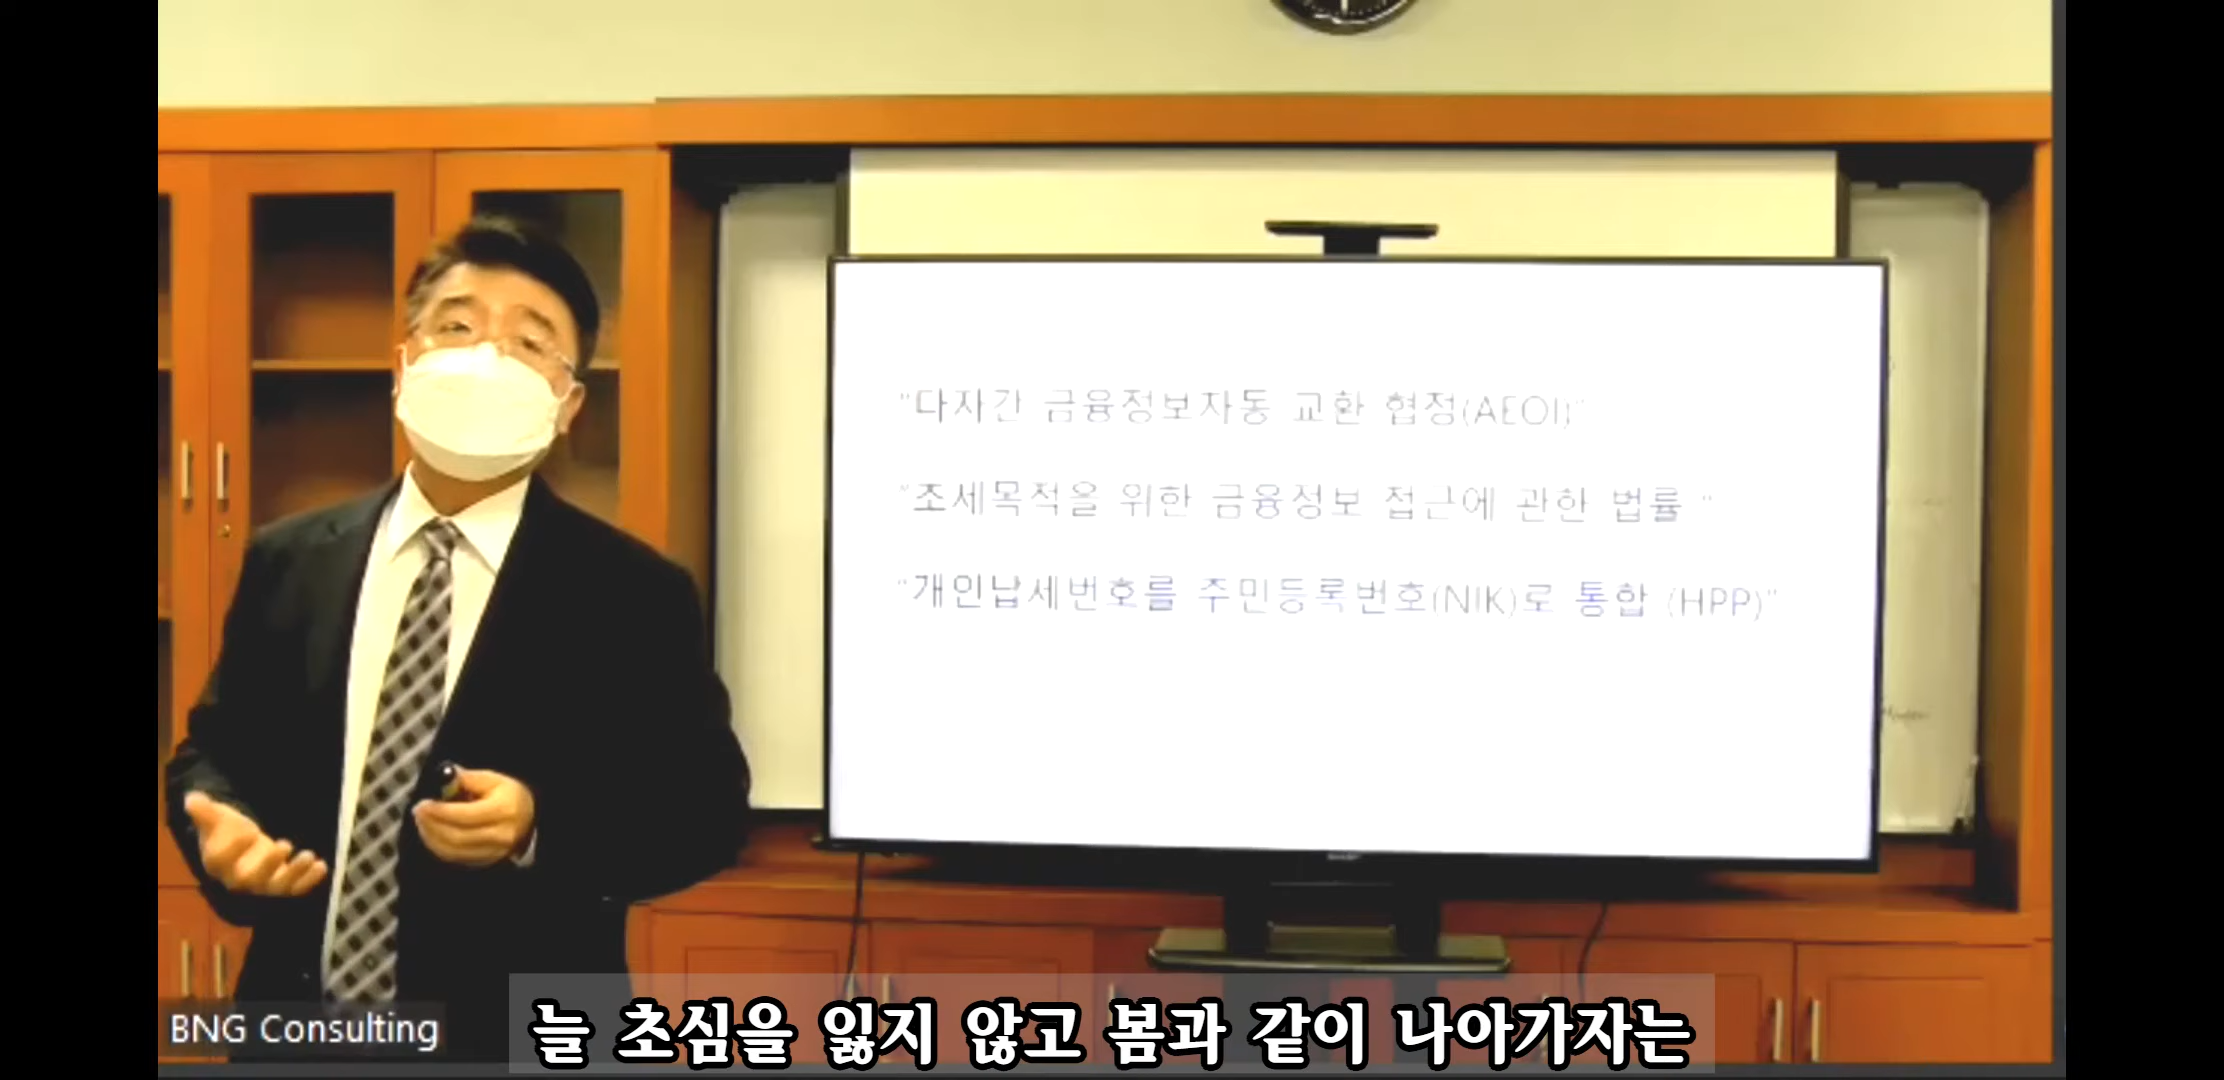 "다자간 금융정보자동 교환 협정(AEOI)"
"조세목적을 위한 금융정보 접근에 관한 법률 "
"개인납세번호를 주민등록번호(NIK)로 통합 (HPP)"
BNG Consulting
늘 초심을 잃지 않고 봄과 같이 나아가자는